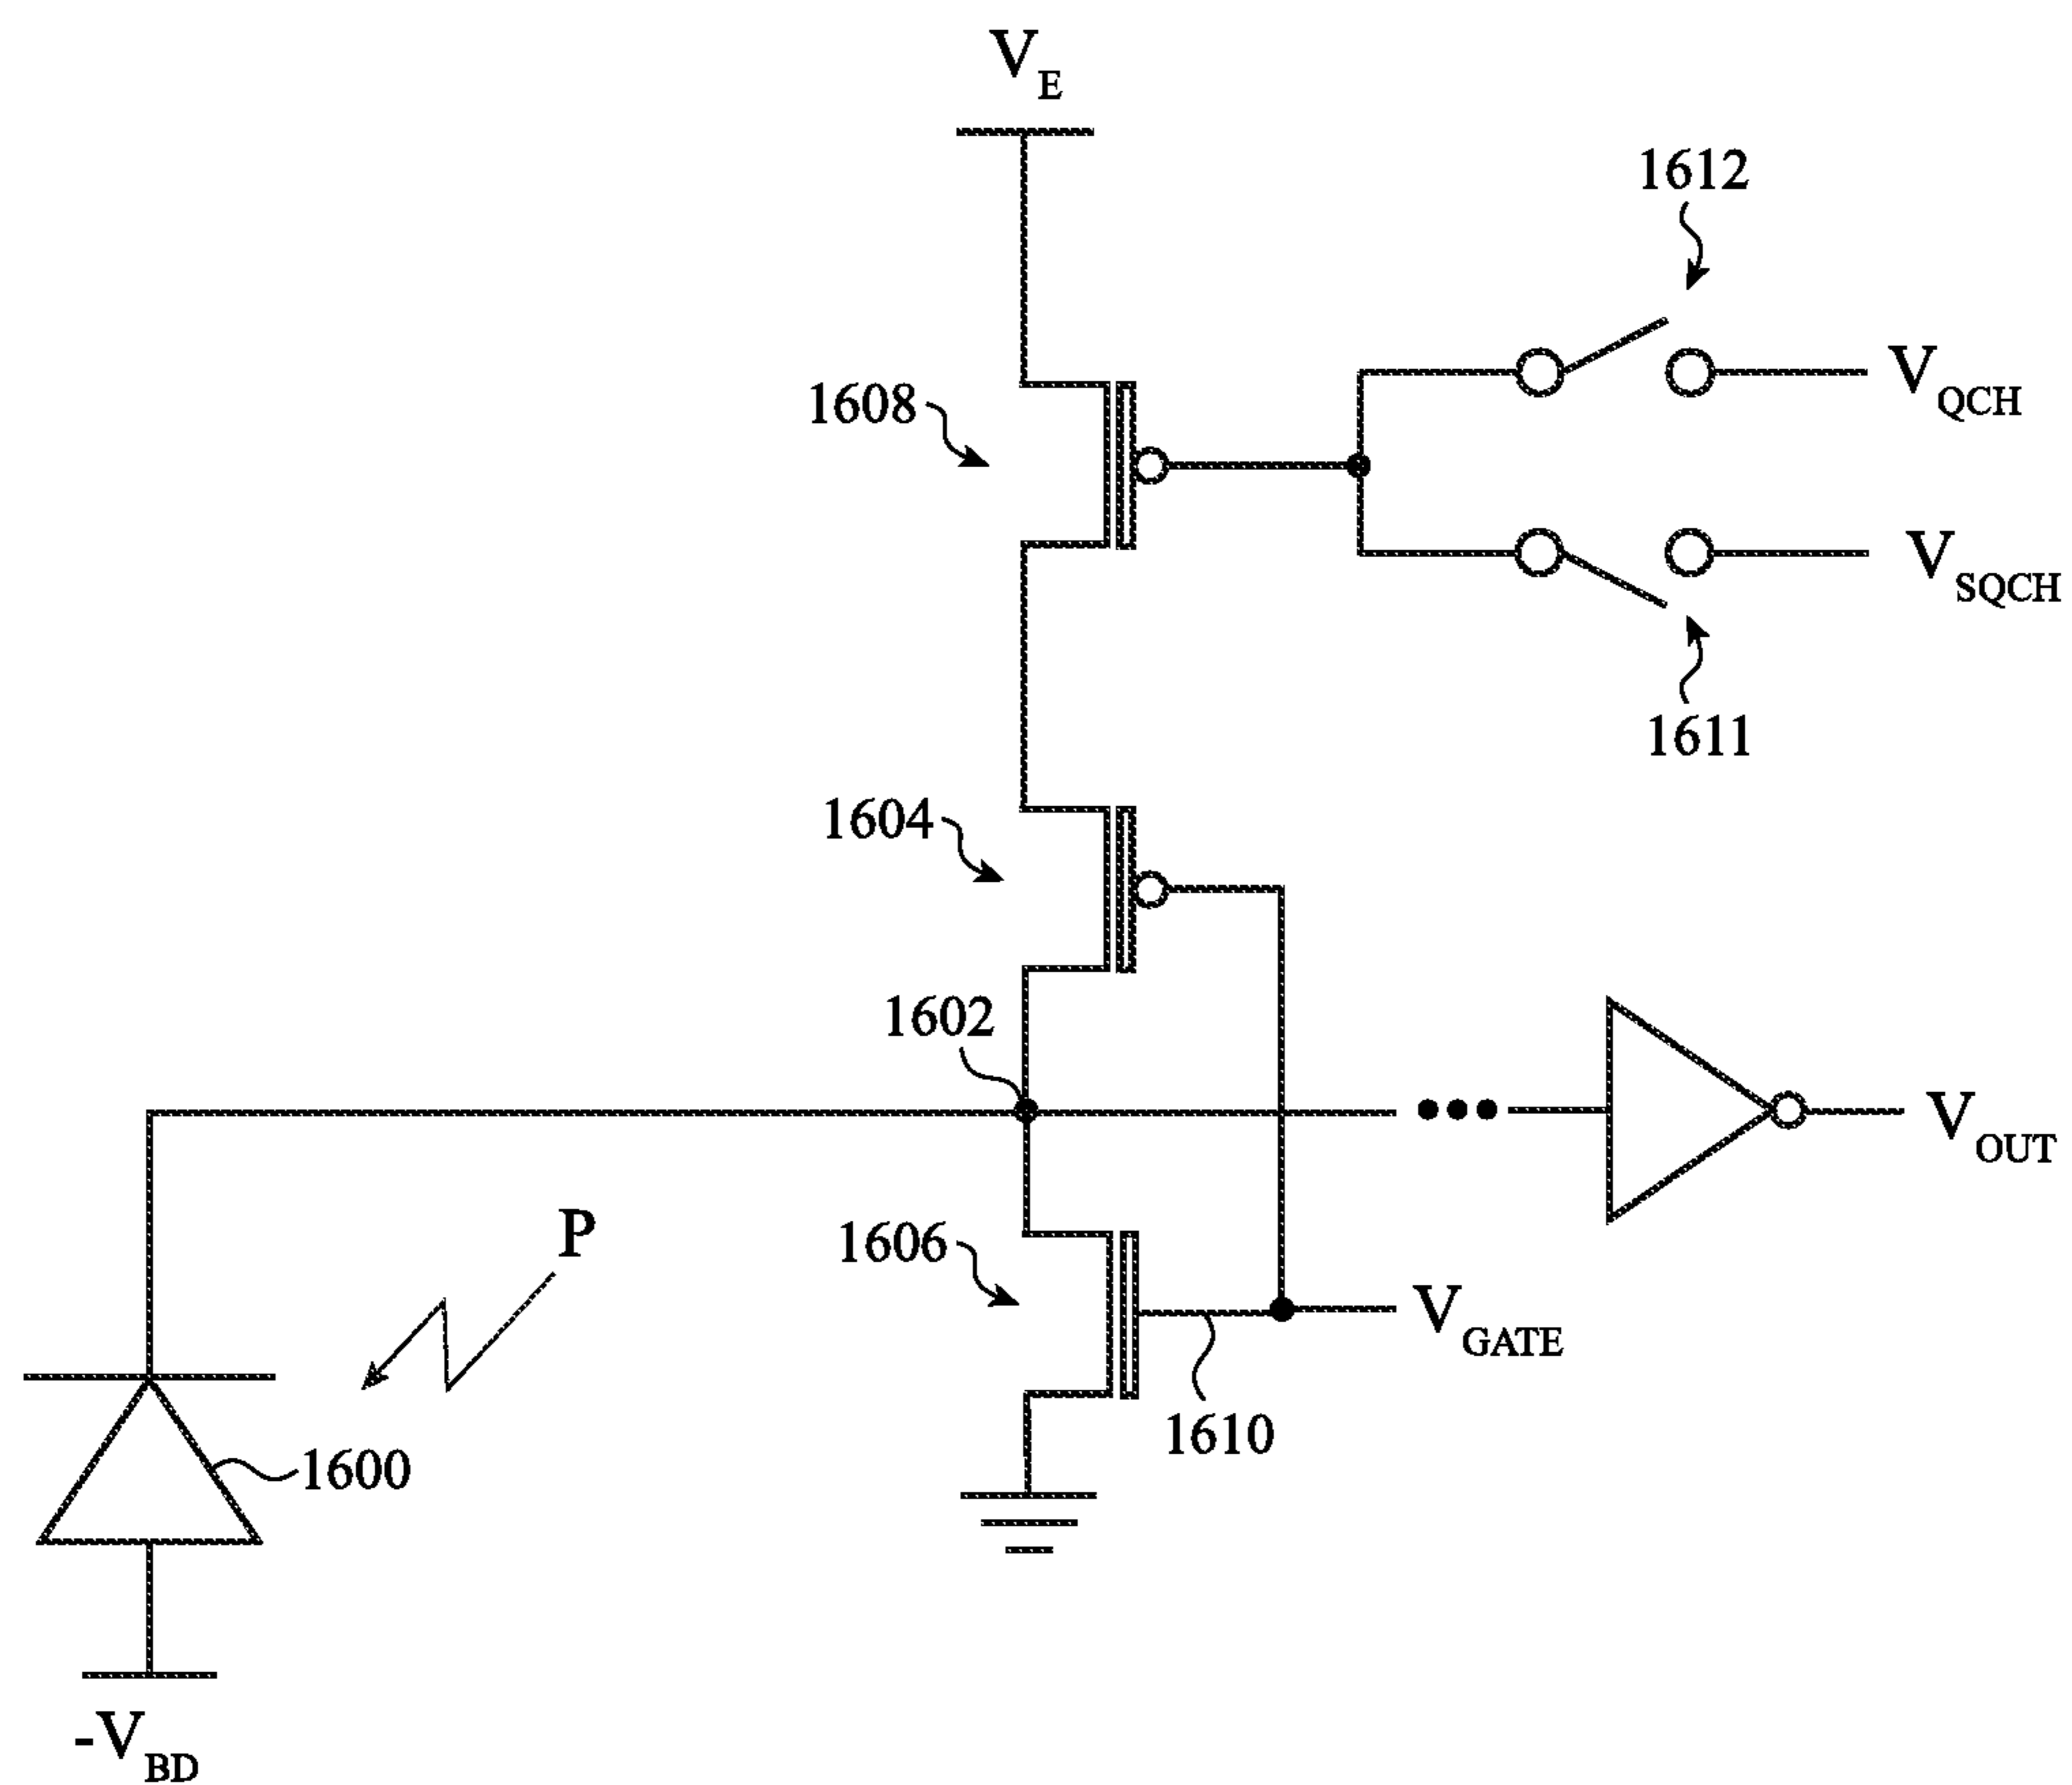 V_E
1612
1608
V_QCH
V_SQCH
1611
1604
1602
V_OUT
P
1606
V_GATE
1610
1600
-V_BD